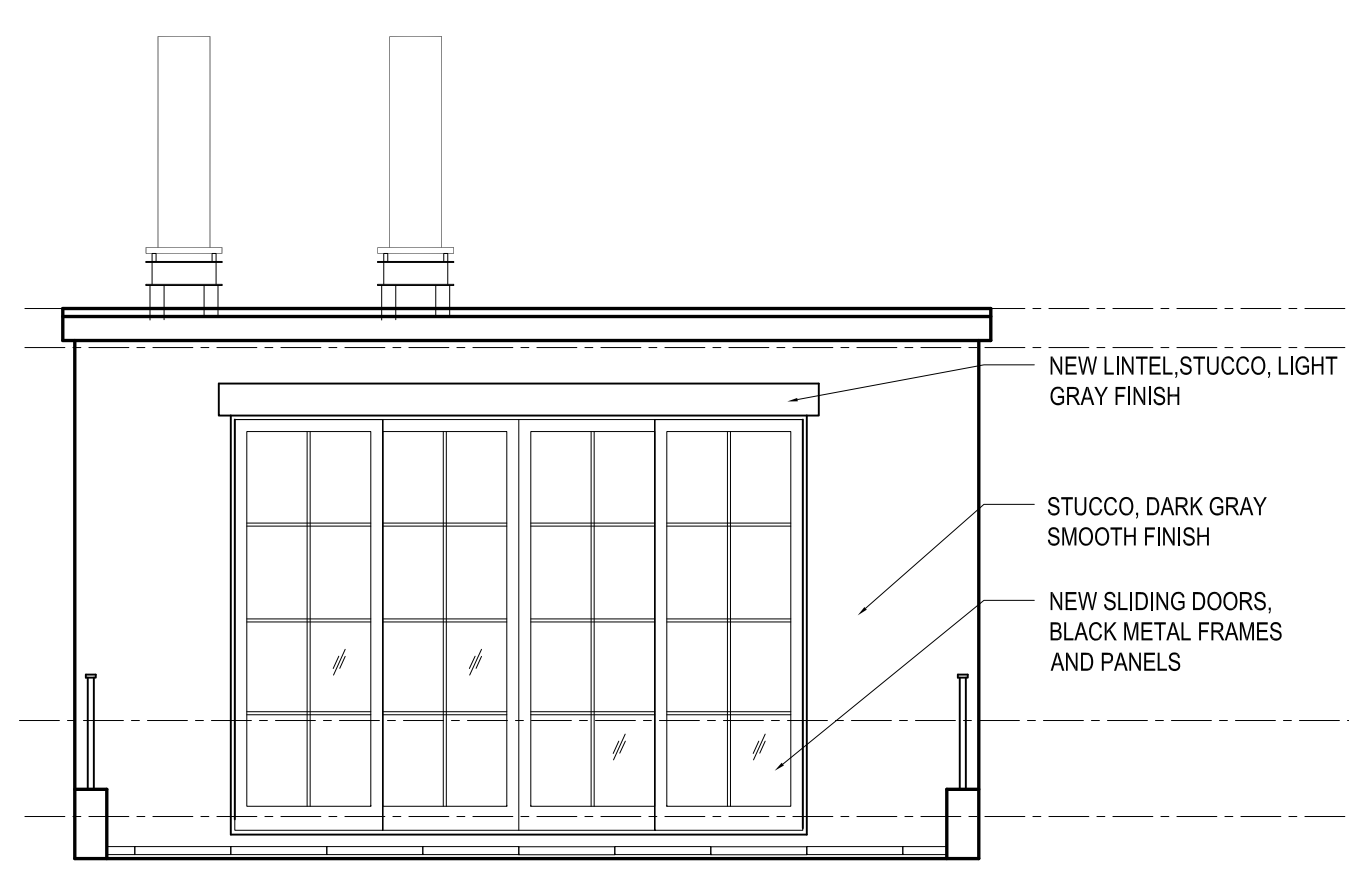 NEW LINTEL,STUCCO, LIGHT
GRAY FINISH
STUCCO, DARK GRAY
SMOOTH FINISH
NEW SLIDING DOORS,
BLACK METAL FRAMES
AND PANELS